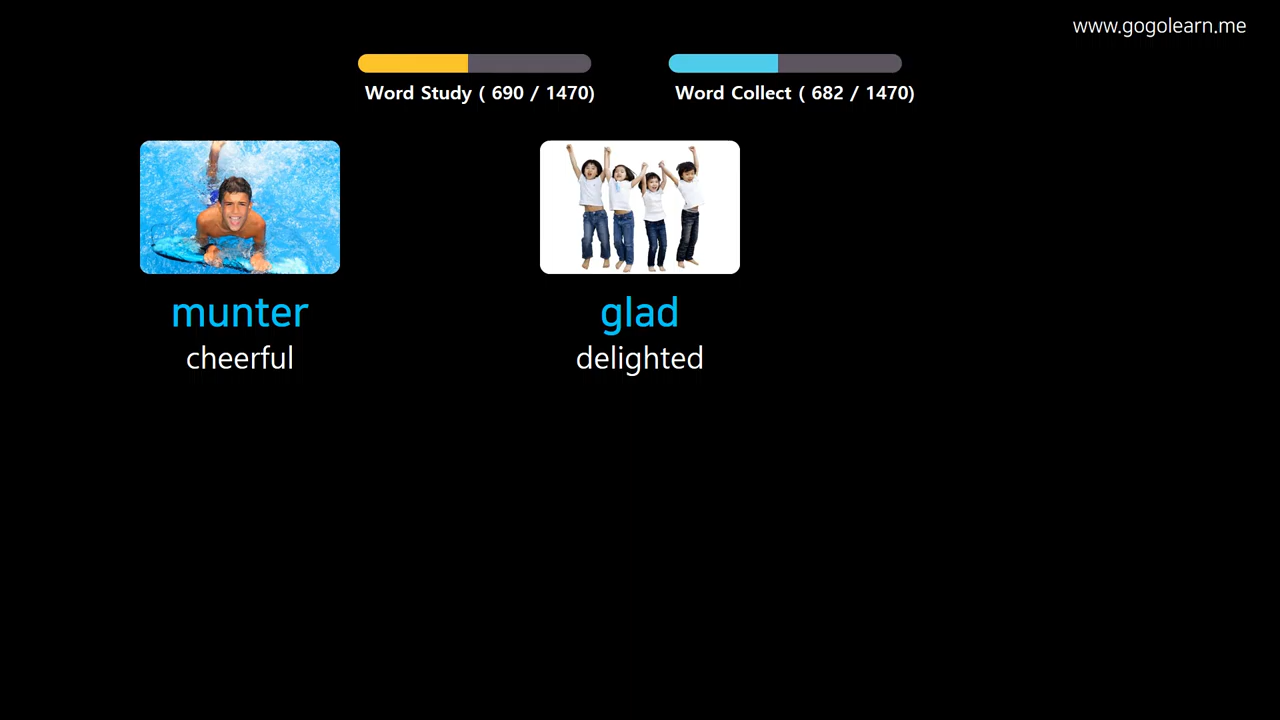 www.gogolearn.me
Word Study ( 690 / 1470)
Word Collect ( 682 / 1470)
munter
cheerful
glad
delighted